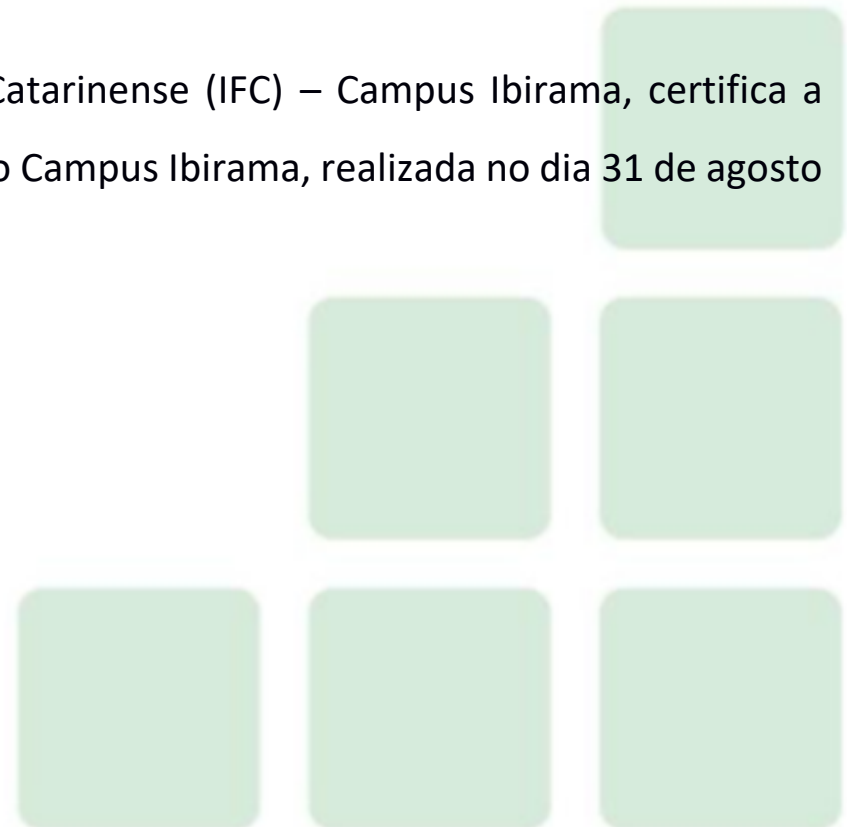 Catarinense (IFC) – Campus Ibirama, certifica a
o Campus Ibirama, realizada no dia 31 de agosto